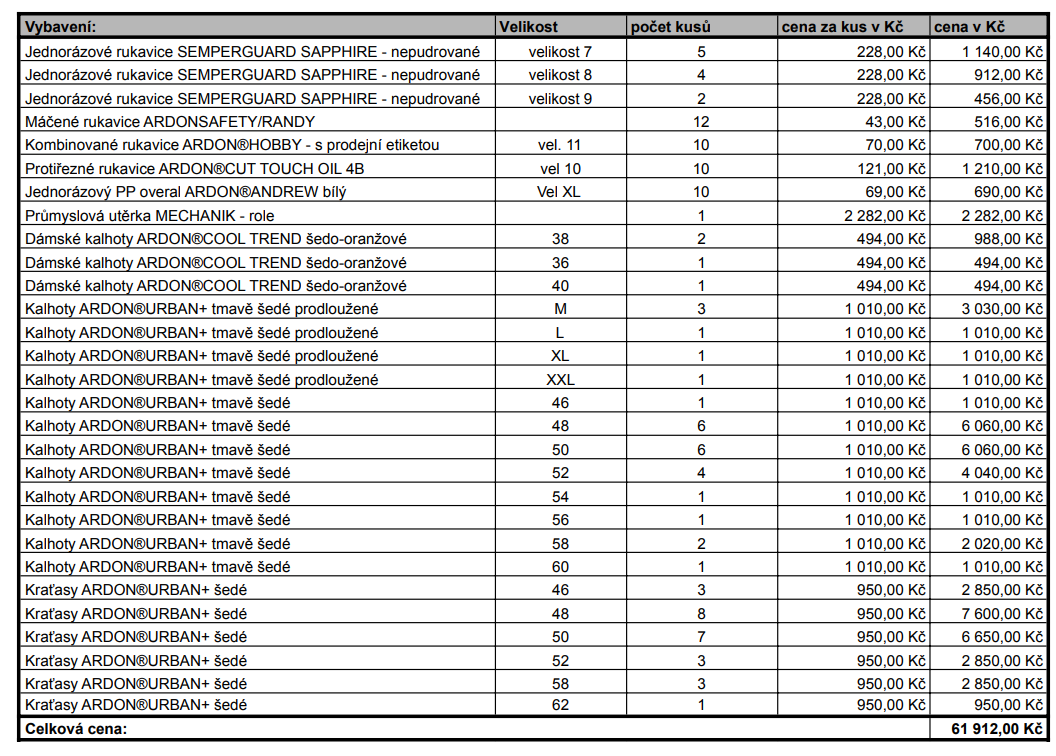 Vybavení: Velikost počet kusů cena za kus v Kč cena v Kč
Jednorázové rukavice SEMPERGUARD SAPPHIRE - nepudrované velikost 7 5 228,00 Kč 1 140,00 Kč
Jednorázové rukavice SEMPERGUARD SAPPHIRE - nepudrované velikost 8 4 228,00 Kč 912,00 Kč
Jednorázové rukavice SEMPERGUARD SAPPHIRE - nepudrované velikost 9 2 228,00 Kč 456,00 Kč
Máčené rukavice ARDONSAFETY/RANDY 12 43,00 Kč 516,00 Kč
Kombinované rukavice ARDON®HOBBY - s prodejní etiketou vel. 11 10 70,00 Kč 700,00 Kč
Protiřezné rukavice ARDON®CUT TOUCH OIL 4B vel 10 10 121,00 Kč 1 210,00 Kč
Jednorázový PP overal ARDON®ANDREW bílý Vel XL 10 69,00 Kč 690,00 Kč
Průmyslová utěrka MECHANIK - role 1 2 282,00 Kč 2 282,00 Kč
Dámské kalhoty ARDON®COOL TREND šedo-oranžové 38 2 494,00 Kč 988,00 Kč
Dámské kalhoty ARDON®COOL TREND šedo-oranžové 36 1 494,00 Kč 494,00 Kč
Dámské kalhoty ARDON®COOL TREND šedo-oranžové 40 1 494,00 Kč 494,00 Kč
Kalhoty ARDON®URBAN+ tmavě šedé prodloužené M 3 1 010,00 Kč 3 030,00 Kč
Kalhoty ARDON®URBAN+ tmavě šedé prodloužené L 1 1 010,00 Kč 1 010,00 Kč
Kalhoty ARDON®URBAN+ tmavě šedé prodloužené XL 1 1 010,00 Kč 1 010,00 Kč
Kalhoty ARDON®URBAN+ tmavě šedé prodloužené XXL 1 1 010,00 Kč 1 010,00 Kč
Kalhoty ARDON®URBAN+ tmavě šedé 46 1 1 010,00 Kč 1 010,00 Kč
Kalhoty ARDON®URBAN+ tmavě šedé 48 6 1 010,00 Kč 6 060,00 Kč
Kalhoty ARDON®URBAN+ tmavě šedé 50 6 1 010,00 Kč 6 060,00 Kč
Kalhoty ARDON®URBAN+ tmavě šedé 52 4 1 010,00 Kč 4 040,00 Kč
Kalhoty ARDON®URBAN+ tmavě šedé 54 1 1 010,00 Kč 1 010,00 Kč
Kalhoty ARDON®URBAN+ tmavě šedé 56 1 1 010,00 Kč 1 010,00 Kč
Kalhoty ARDON®URBAN+ tmavě šedé 58 2 1 010,00 Kč 2 020,00 Kč
Kalhoty ARDON®URBAN+ tmavě šedé 60 1 1 010,00 Kč 1 010,00 Kč
Kraťasy ARDON®URBAN+ šedé 46 3 950,00 Kč 2 850,00 Kč
Kraťasy ARDON®URBAN+ šedé 48 8 950,00 Kč 7 600,00 Kč
Kraťasy ARDON®URBAN+ šedé 50 7 950,00 Kč 6 650,00 Kč
Kraťasy ARDON®URBAN+ šedé 52 3 950,00 Kč 2 850,00 Kč
Kraťasy ARDON®URBAN+ šedé 58 3 950,00 Kč 2 850,00 Kč
Kraťasy ARDON®URBAN+ šedé 62 1 950,00 Kč 950,00 Kč
Celková cena: 61 912,00 Kč